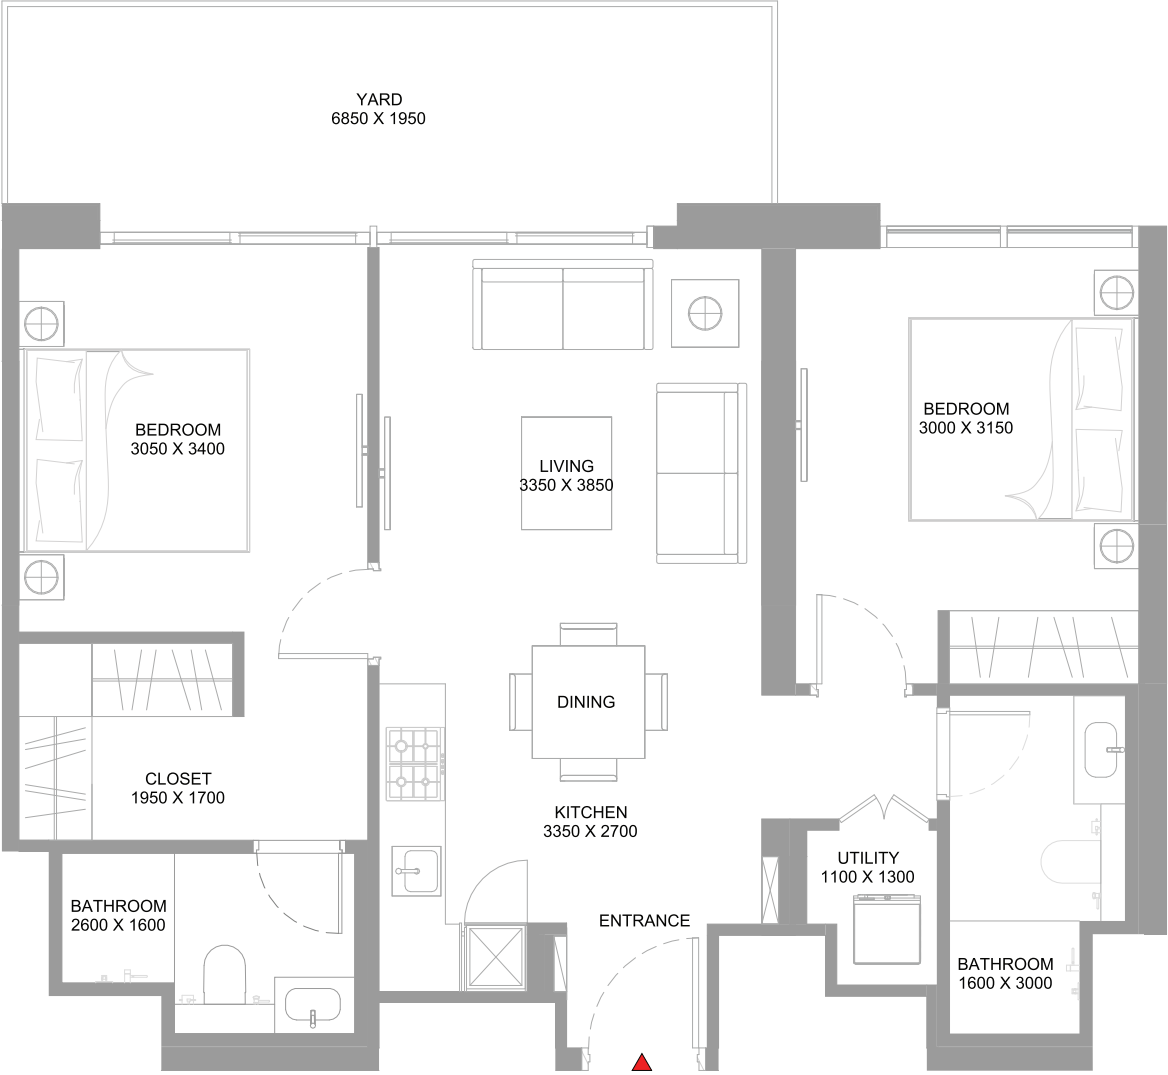 YARD
6850 X 1950
BEDROOM
3050 X 3400
LIVING
3350 X 3850
BEDROOM
3000 X 3150
DINING
CLOSET
1950 X 1700
KITCHEN
3350 X 2700
UTILITY
1100 X 1300
BATHROOM
2600 X 1600
ENTRANCE
BATHROOM
1600 X 3000